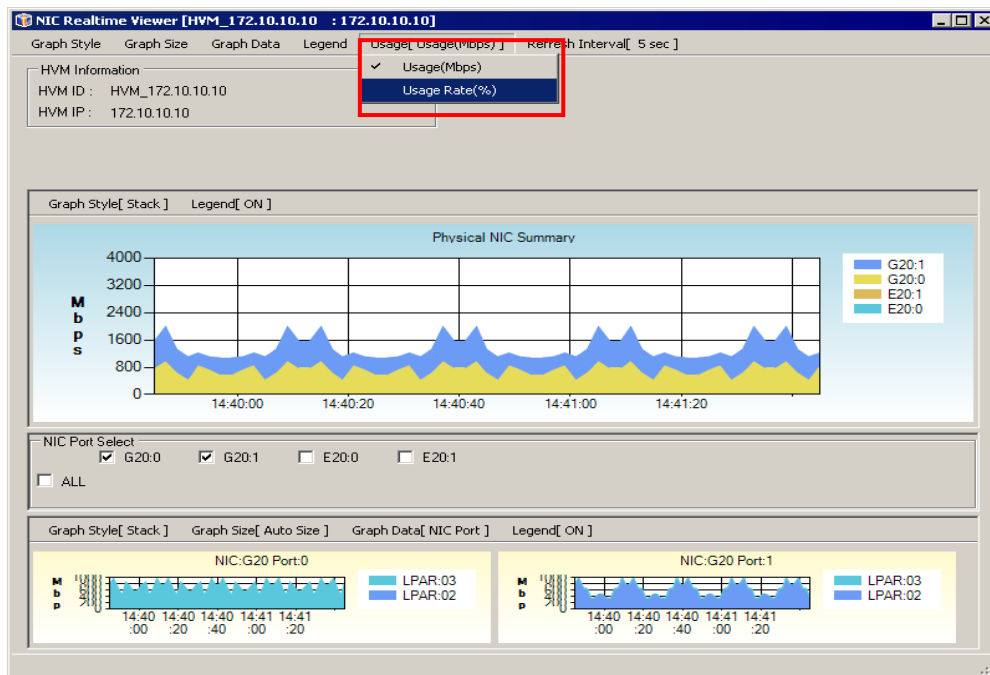 NIC Realtime Viewer [HVM_172.10.10.10 : 172.10.10.10]
Graph Style Graph Size Graph Data Legend Usage[ Usage(Mbps) ] Refresh Interval[ 5 sec ]
✓ Usage(Mbps)
Usage Rate(%)
HVM Information
HVM ID : HVM_172.10.10.10
HVM IP : 172.10.10.10
Graph Style[ Stack ] Legend[ ON ]
Physical NIC Summary
Mbps
4000
3200
2400
1600
800
0
14:40:00 14:40:20 14:40:40 14:41:00 14:41:20
G20:1
G20:0
E20:1
E20:0
NIC Port Select
G20:0 G20:1 E20:0 E20:1
ALL
Graph Style[ Stack ] Graph Size[ Auto Size ] Graph Data[ NIC Port ] Legend[ ON ]
NIC:G20 Port:0
Mbp
14:40 14:40 14:40 14:41 14:41
:00 :20 :40 :00 :20
LPAR:03
LPAR:02
NIC:G20 Port:1
Mbp
14:40 14:40 14:40 14:41 14:41
:00 :20 :40 :00 :20
LPAR:03
LPAR:02